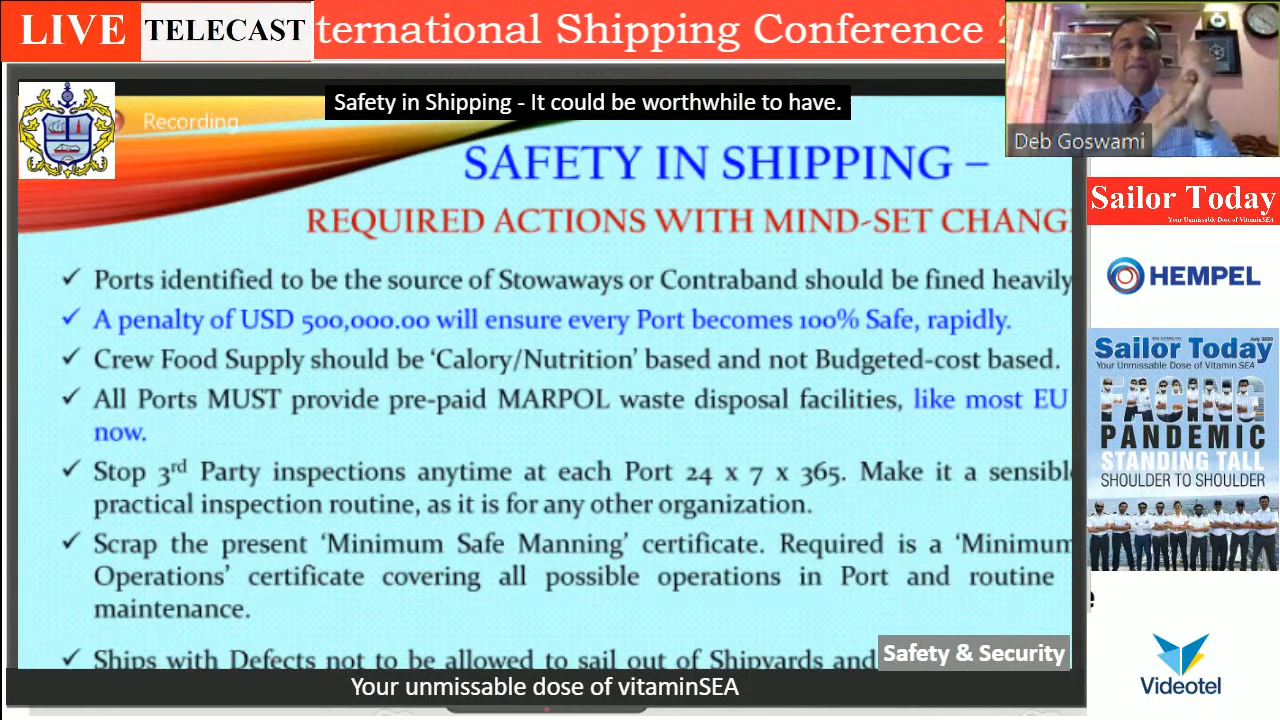 LIVE TELECAST ternational Shipping Conference
Recording
Safety in Shipping - It could be worthwhile to have.
Deb Goswami
SAFETY IN SHIPPING –
REQUIRED ACTIONS WITH MIND-SET CHANG
✓ Ports identified to be the source of Stowaways or Contraband should be fined heavily
✓ A penalty of USD 500,000.00 will ensure every Port becomes 100% Safe, rapidly.
✓ Crew Food Supply should be ‘Calory/Nutrition’ based and not Budgeted-cost based.
✓ All Ports MUST provide pre-paid MARPOL waste disposal facilities, like most EU
now.
✓ Stop 3rd Party inspections anytime at each Port 24 x 7 x 365. Make it a sensibl
practical inspection routine, as it is for any other organization.
✓ Scrap the present ‘Minimum Safe Manning’ certificate. Required is a ‘Minimum
Operations’ certificate covering all possible operations in Port and routine
maintenance.
✓ Ships with Defects not to be allowed to sail out of Shipyards and
Safety & Security
Your unmissable dose of vitaminSEA
Sailor Today
Your Unmissable Dose of VitaminSEA
HEMPEL
July 2020
Sailor Today
Your Unmissable Dose of Vitamin SEA
FACING
PANDEMIC
STANDING TALL
SHOULDER TO SHOULDER
e
Videotel